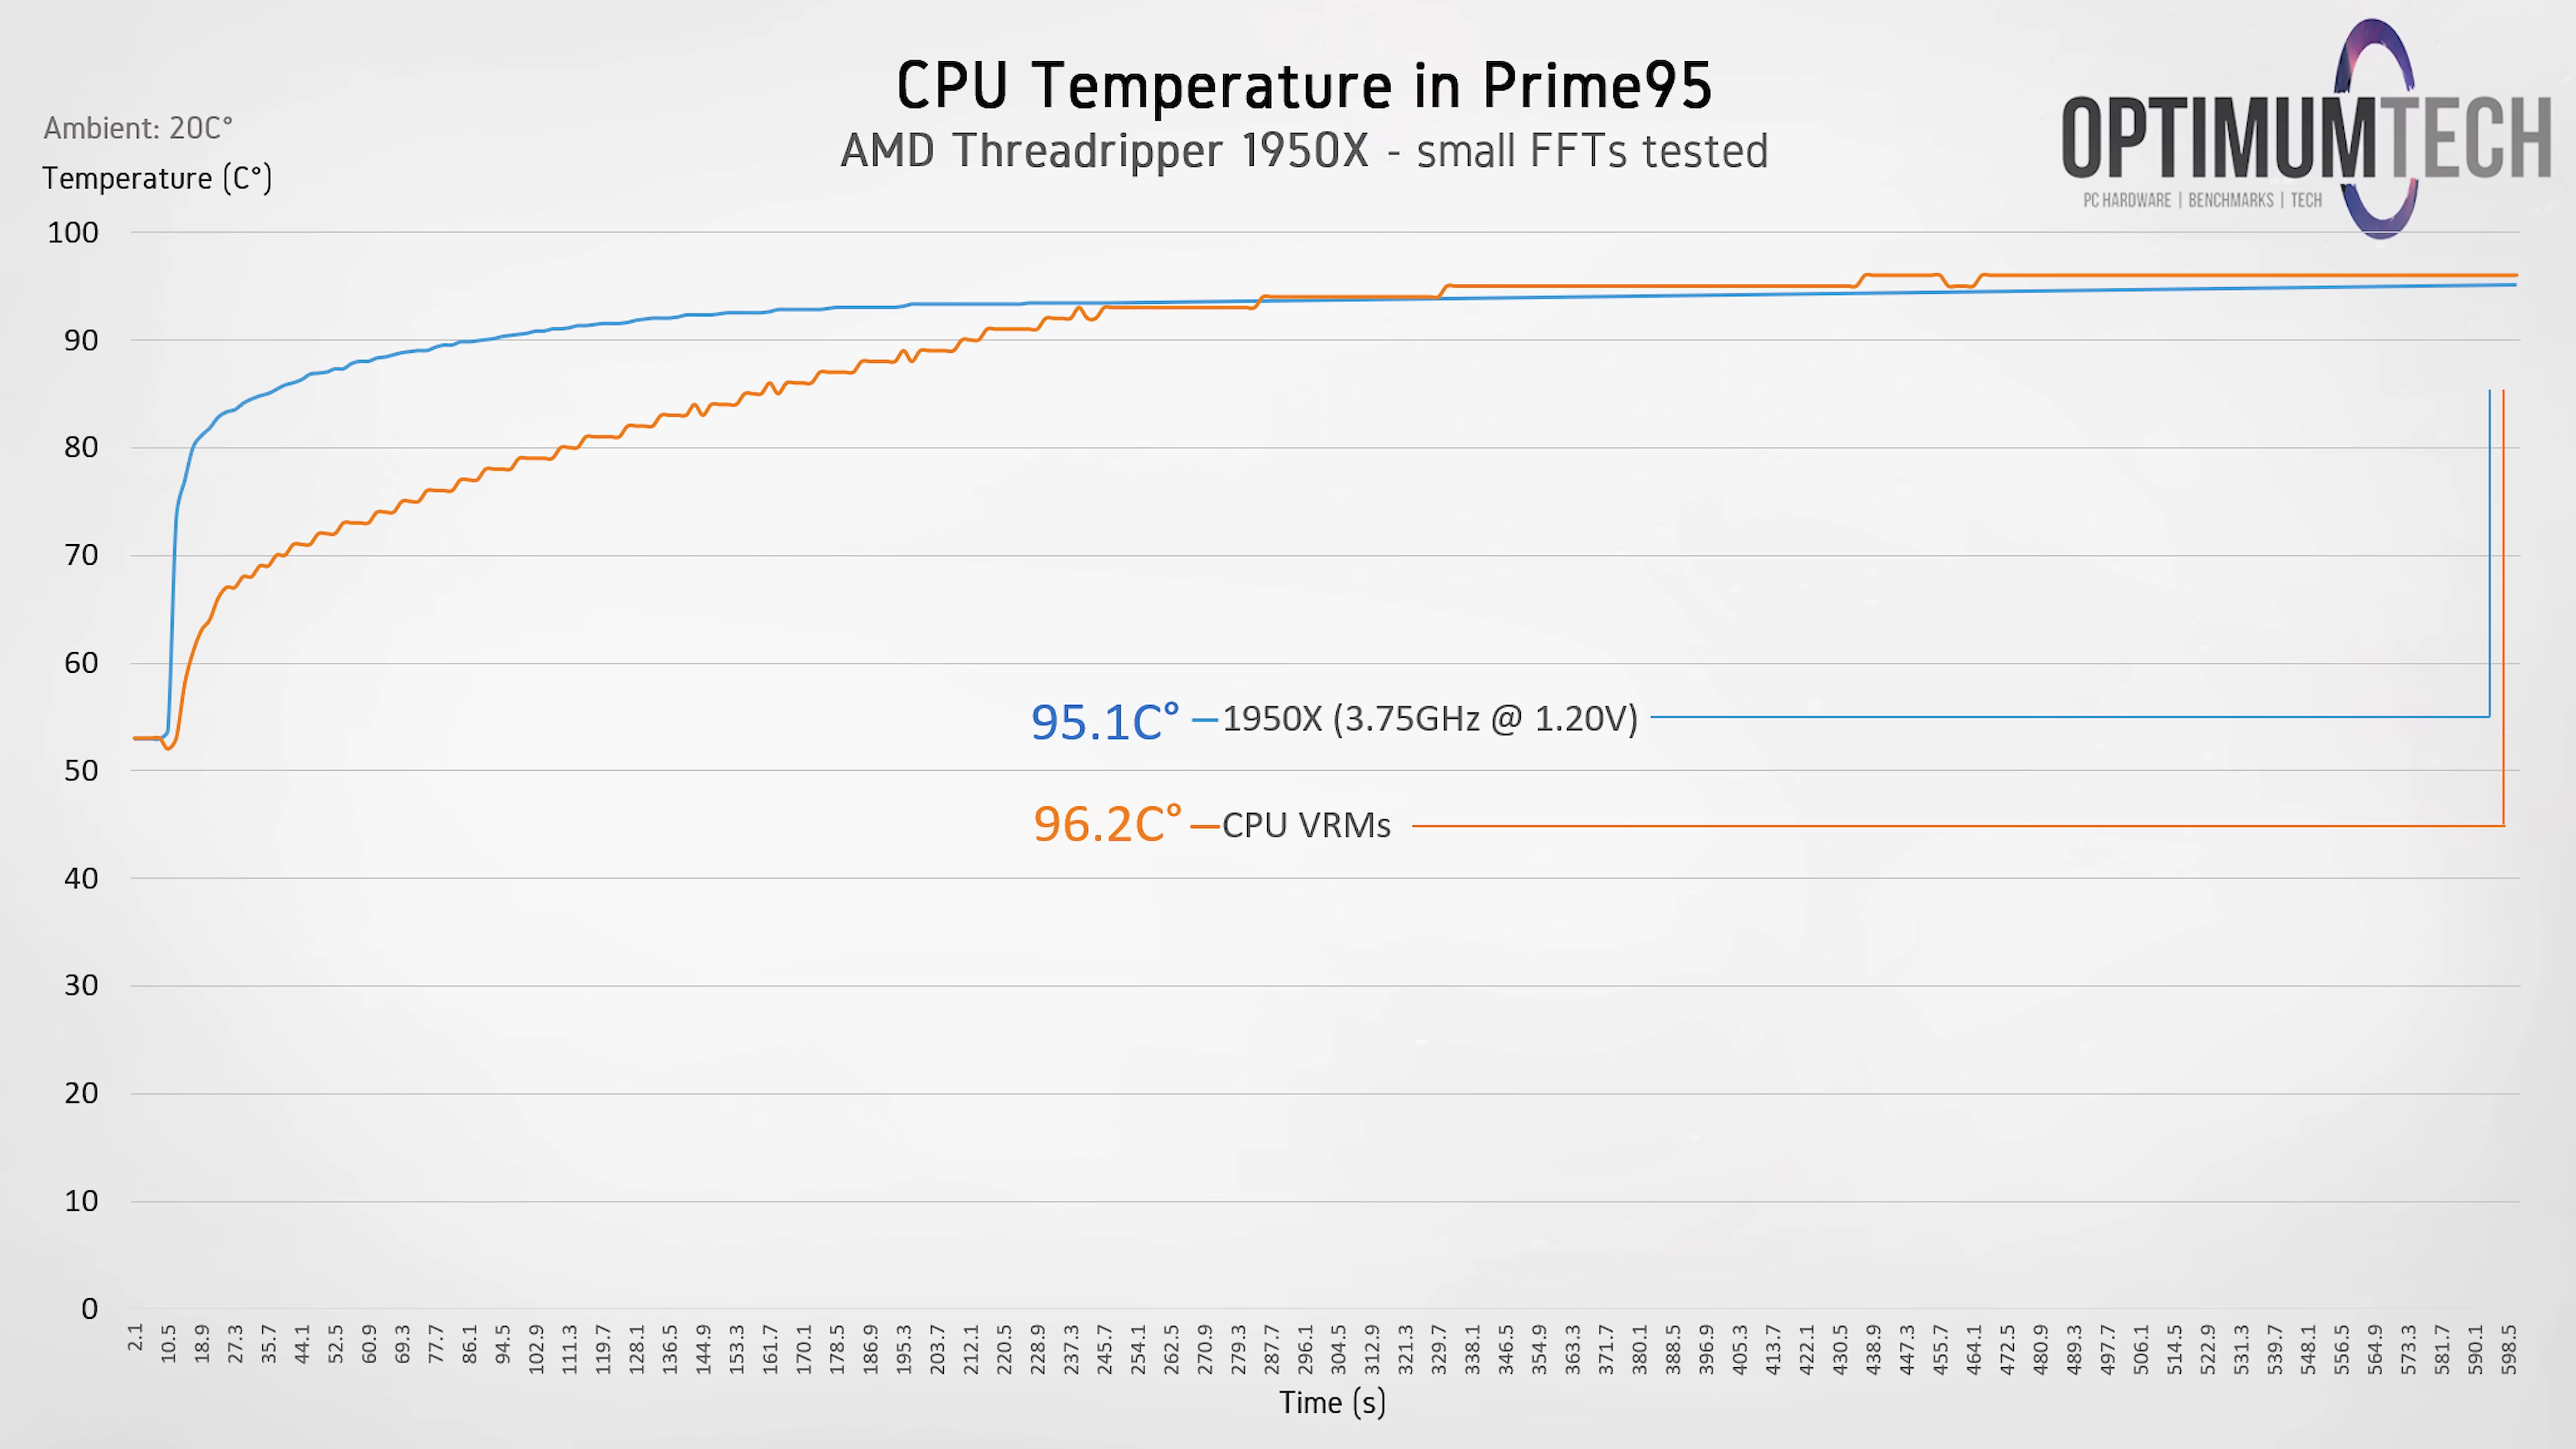 CPU Temperature in Prime95
AMD Threadripper 1950X - small FFTs tested
OPTIMUMTECH
PC HARDWARE | BENCHMARKS | TECH
Ambient: 20C°
Temperature (C°)
100
90
80
70
60
50
40
30
20
10
0
95.1C° 1950X (3.75GHz @ 1.20V)
96.2C° CPU VRMs
2.1 10.5 18.9 27.3 35.7 44.1 52.5 60.9 69.3 77.7 86.1 94.5 102.9 111.3 119.7 128.1 136.5 144.9 153.3 161.7 170.1 178.5 186.9 195.3 203.7 212.1 220.5 228.9 237.3 245.7 254.1 262.5 270.9 279.3 287.7 296.1 304.5 312.9 321.3 329.7 338.1 346.5 354.9 363.3 371.7 380.1 388.5 396.9 405.3 413.7 422.1 430.5 438.9 447.3 455.7 464.1 472.5 480.9 489.3 497.7 506.1 514.5 522.9 531.3 539.7 548.1 556.5 564.9 573.3 581.7 590.1 598.5
Time (s)